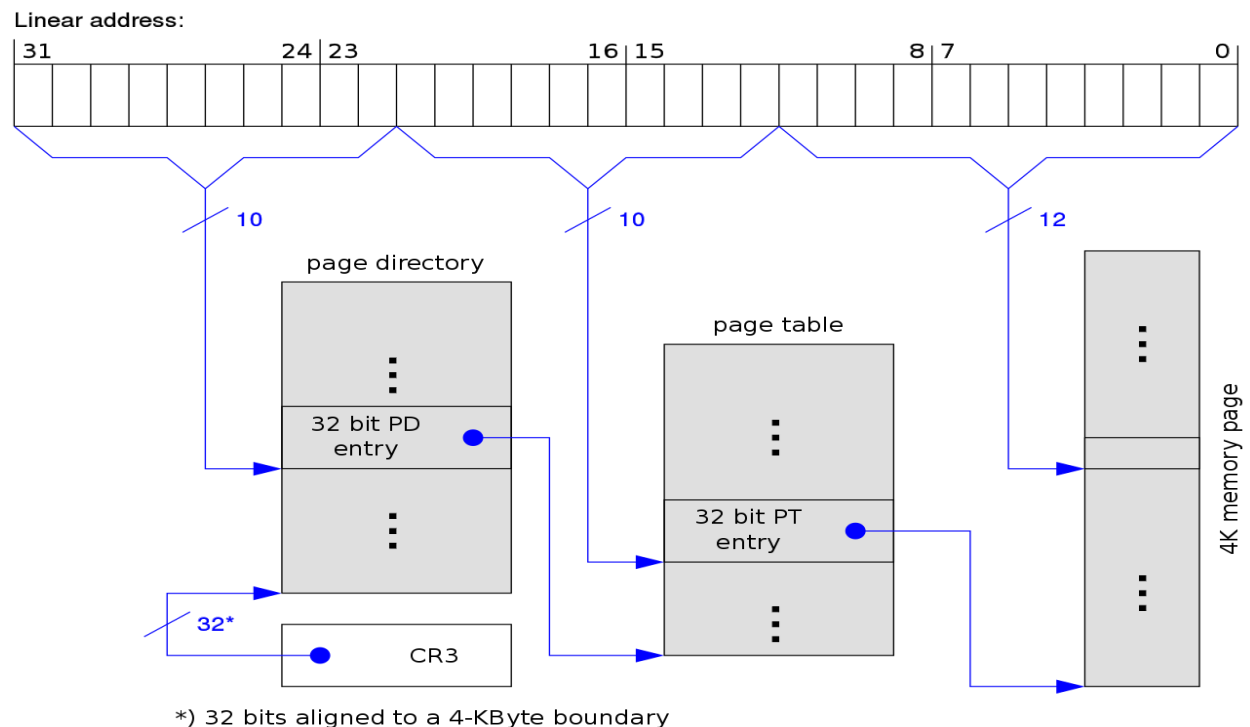 Linear address:
31 24 23 16 15 8 7 0
10 10 12
page directory
page table
32 bit PD
entry
32 bit PT
entry
4K memory page
32*
CR3
*) 32 bits aligned to a 4-KByte boundary